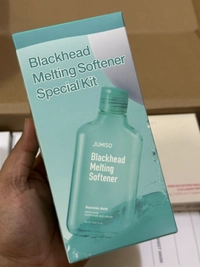 Blackhead
Melting Softener
Special Kit
JUMISO
Blackhead
Melting
Softener